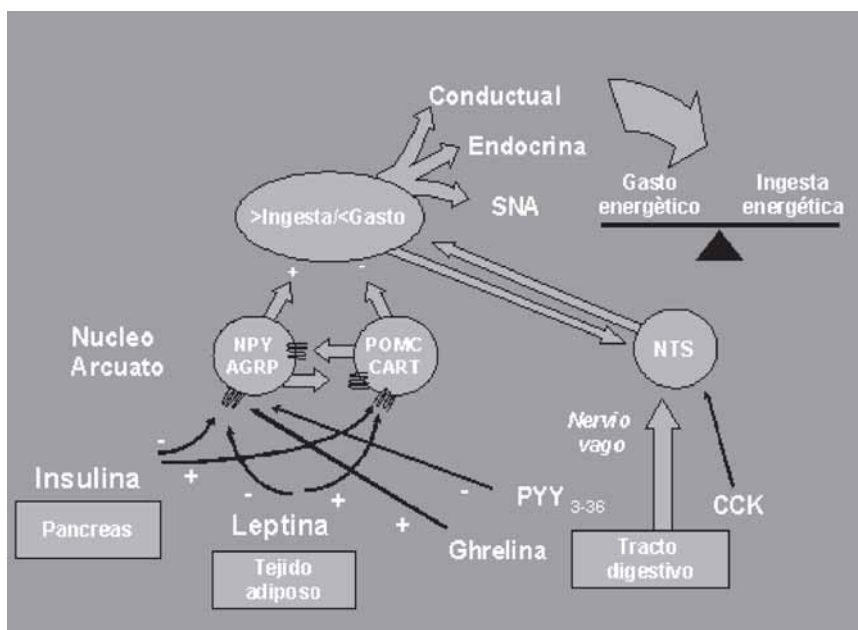 Conductual
Endocrina
SNA
Gasto
energètico
Ingesta
energética
>Ingesta/<Gasto
+
-
Nucleo
Arcuato
NPY
AGRP
POMC
CART
NTS
Nervio
vago
-
+
Insulina
Pancreas
-
+
Leptina
Tejido
adiposo
-
+
PYY 3-36
Ghrelina
CCK
Tracto
digestivo